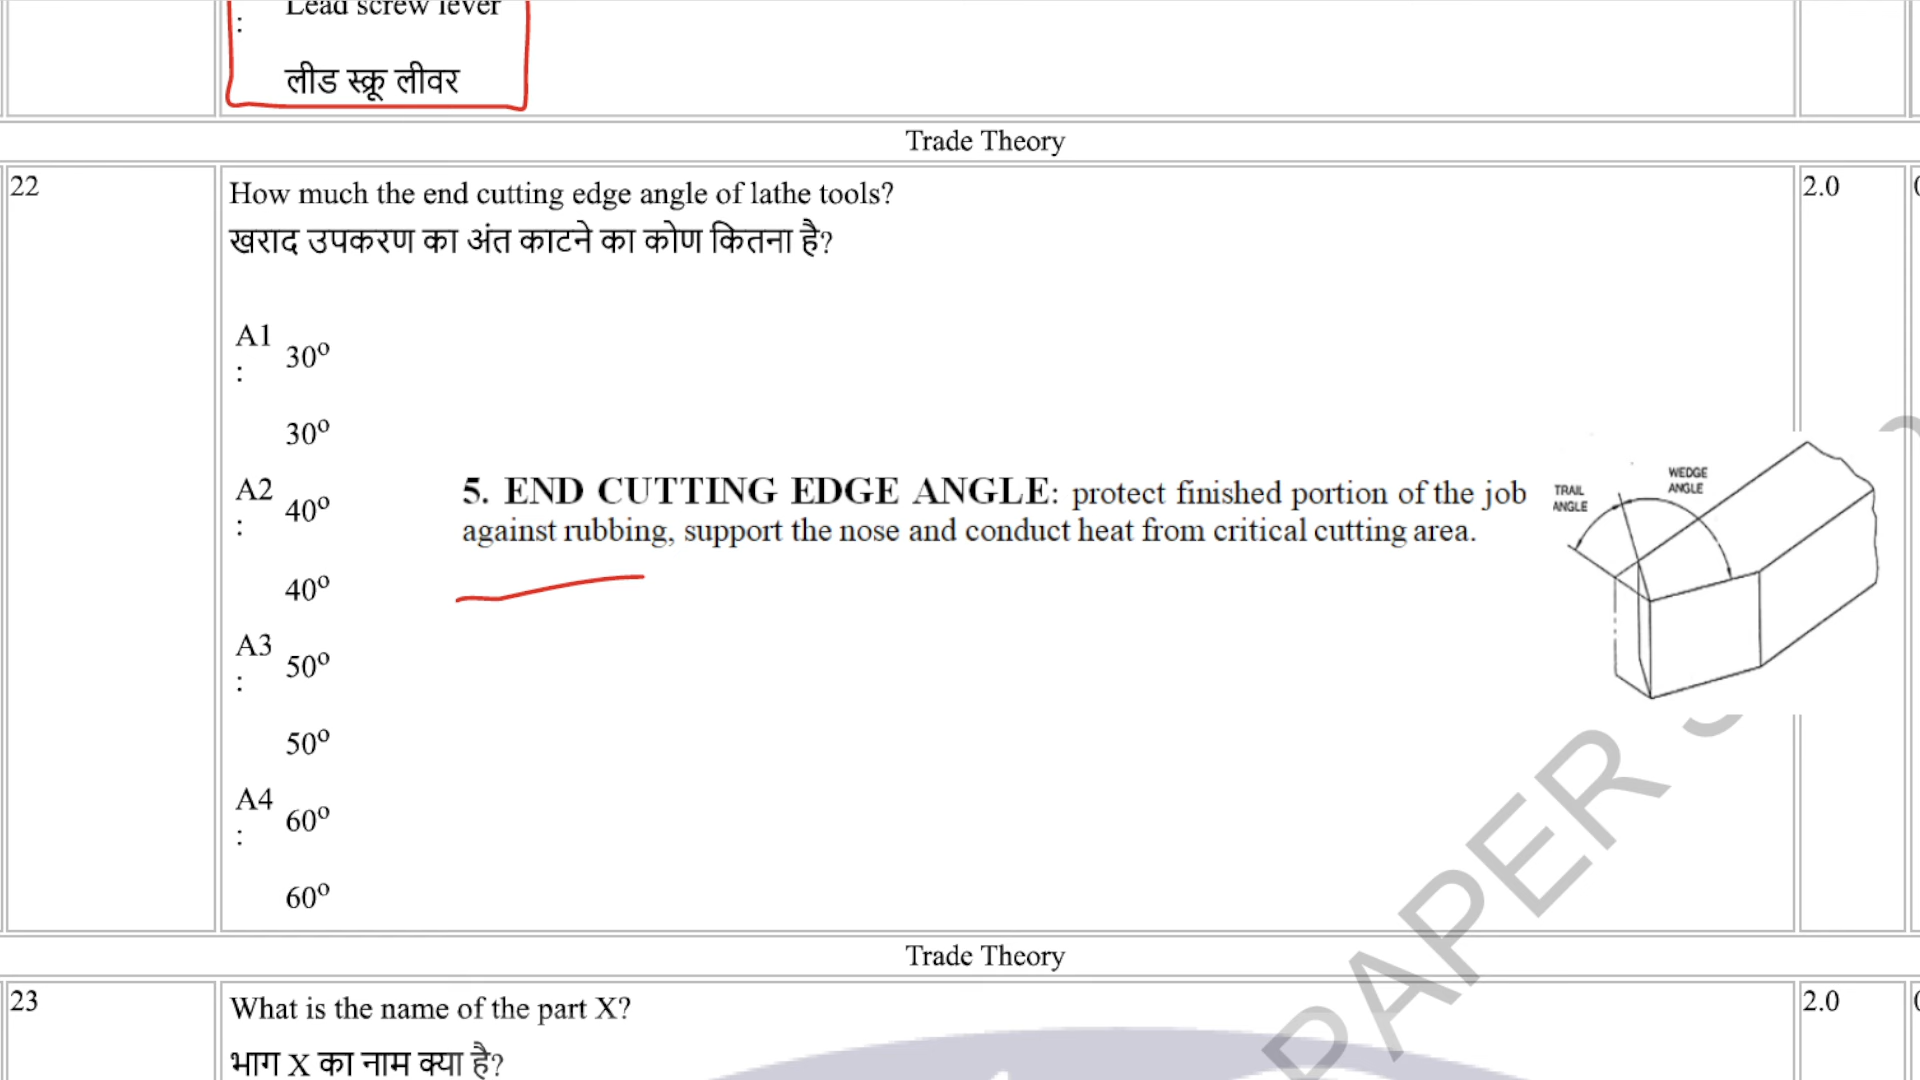 : Lead screw lever
लीड स्क्रू लीवर
Trade Theory
22
How much the end cutting edge angle of lathe tools?
2.0
खराद उपकरण का अंत काटने का कोण कितना है?
A1
: 30º
30º
A2
: 40º
40º
5. END CUTTING EDGE ANGLE: protect finished portion of the job
against rubbing, support the nose and conduct heat from critical cutting area.
TRAIL
ANGLE
WEDGE
ANGLE
A3
: 50º
50º
A4
: 60º
60º
PAPER
Trade Theory
23
What is the name of the part X?
2.0
भाग X का नाम क्या है?